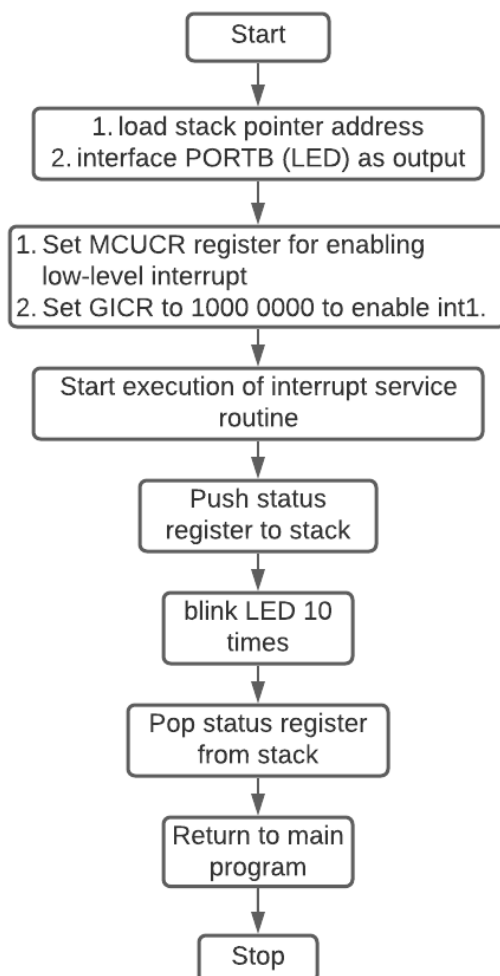 Start
1. load stack pointer address
2. interface PORTB (LED) as output
1. Set MCUCR register for enabling
low-level interrupt
2. Set GICR to 1000 0000 to enable int1.
Start execution of interrupt service
routine
Push status
register to stack
blink LED 10
times
Pop status register
from stack
Return to main
program
Stop